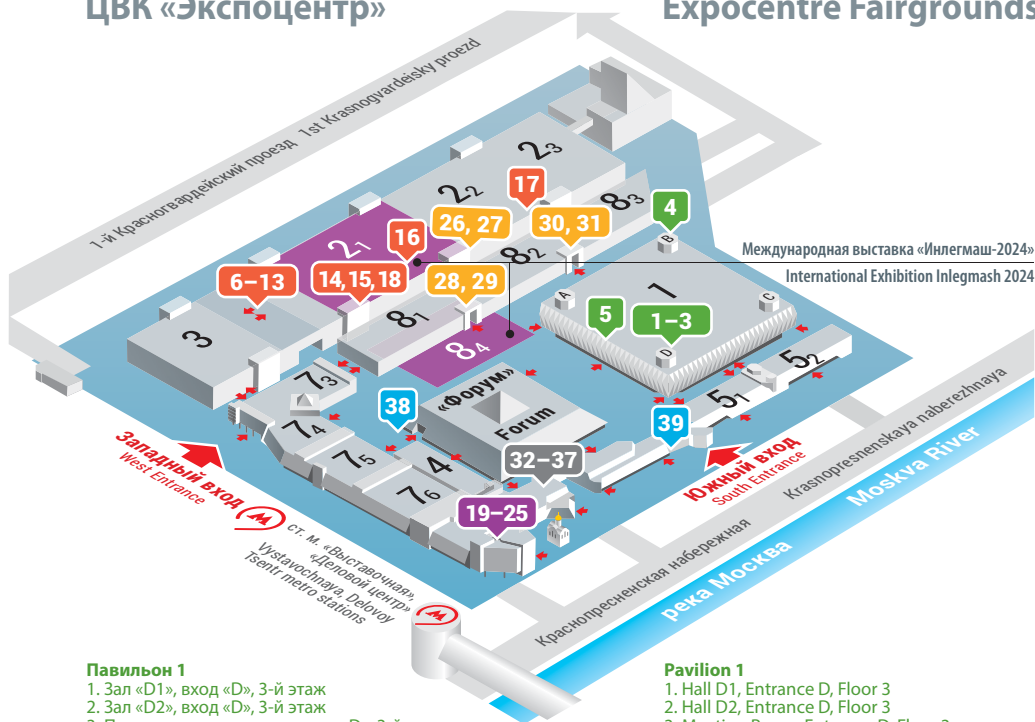 ЦВК «Экспоцентр»
Expocentre Fairgrounds
1-й Красногвардейский проезд 1st Krasnogvardeisky proezd
2₃
2₂
17
8₃
4
B
26, 27
30, 31
2₁
16
8₂
Международная выставка «Инлегмаш-2024»
International Exhibition Inlegmash 2024
6–13
14, 15, 18
28, 29
1
A
C
5
1–3
D
3
8₁
8₄
5₂
7₃
«Форум»
Forum
5₁
38
39
7₄
7₅
4
32–37
7₆
19–25
Западный вход
West Entrance
Южный вход
South Entrance
ст. м. «Выставочная»,
«Деловой центр»
Vystavochnaya, Delovoy
Tsentr metro stations
Краснопресненская набережная
Krasnopresnenskaya naberezhnaya
река Москва
Moskva River
Павильон 1
1. Зал «D1», вход «D», 3-й этаж
2. Зал «D2», вход «D», 3-й этаж
Pavilion 1
1. Hall D1, Entrance D, Floor 3
2. Hall D2, Entrance D, Floor 3